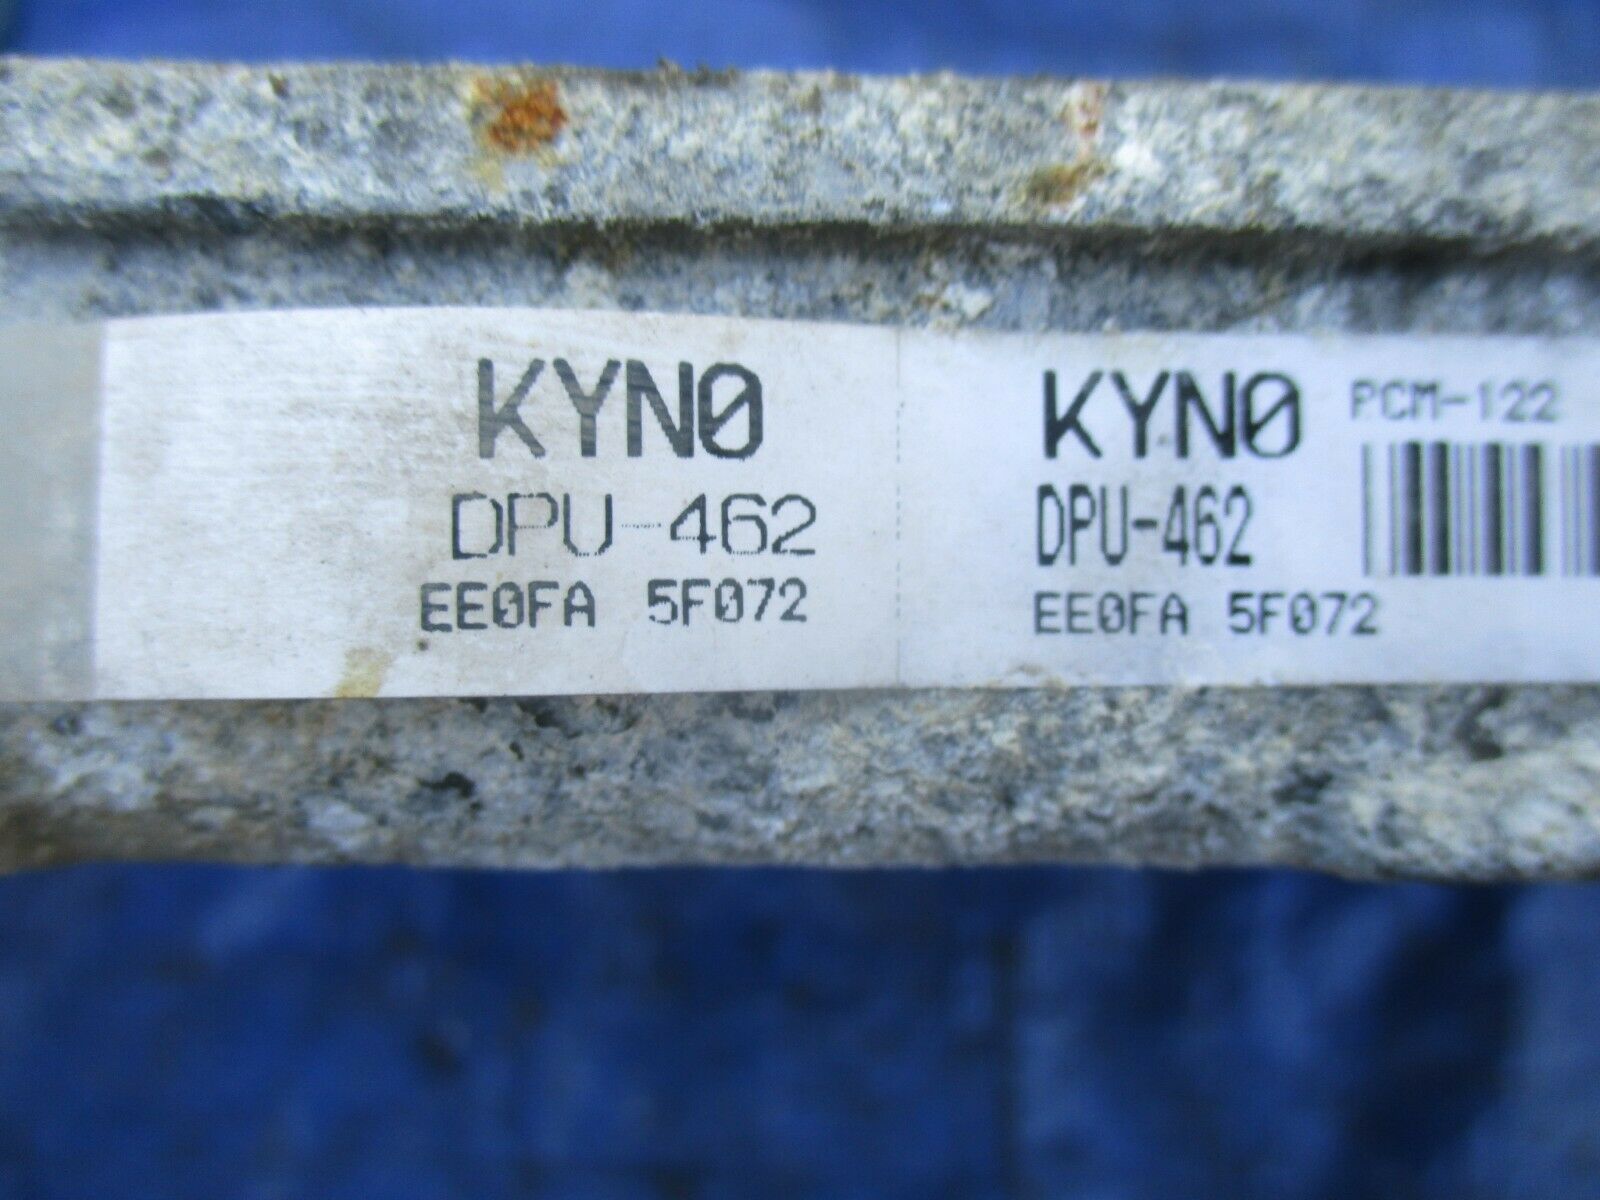 KYN0
DPU-462
EE0FA 5F072
KYN0 PCM-122
DPU-462
EE0FA 5F072